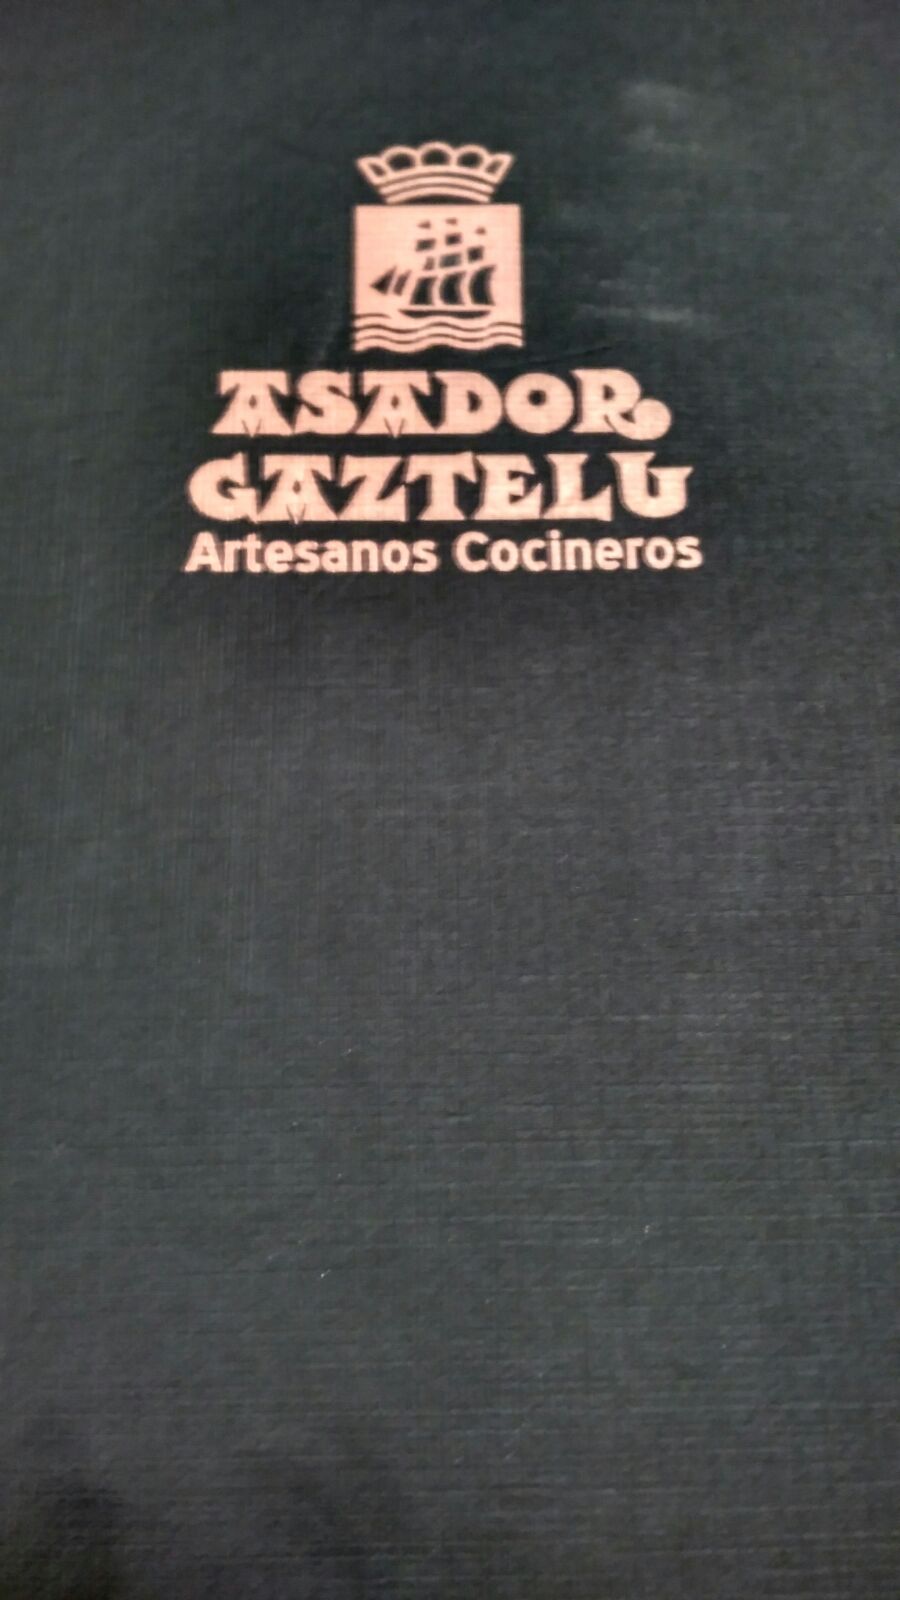 ASADOR
GAZTELU
Artesanos Cocineros